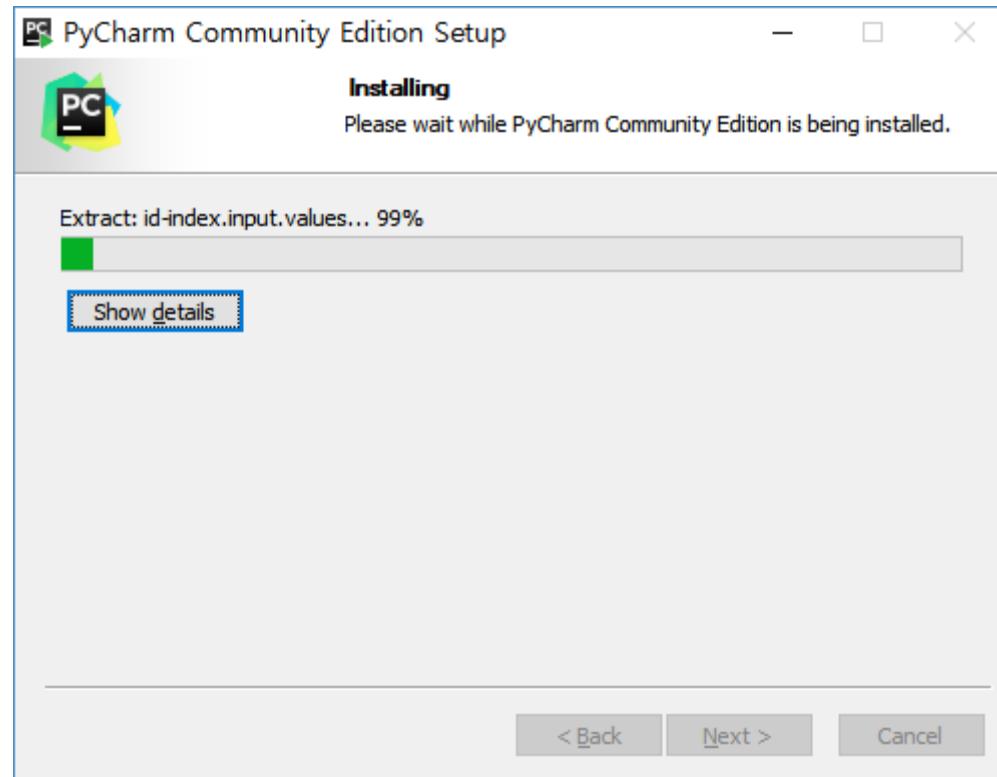 PyCharm Community Edition Setup
PC
Installing
Please wait while PyCharm Community Edition is being installed.
Extract: id-index.input.values... 99%
Show details
< Back
Next >
Cancel